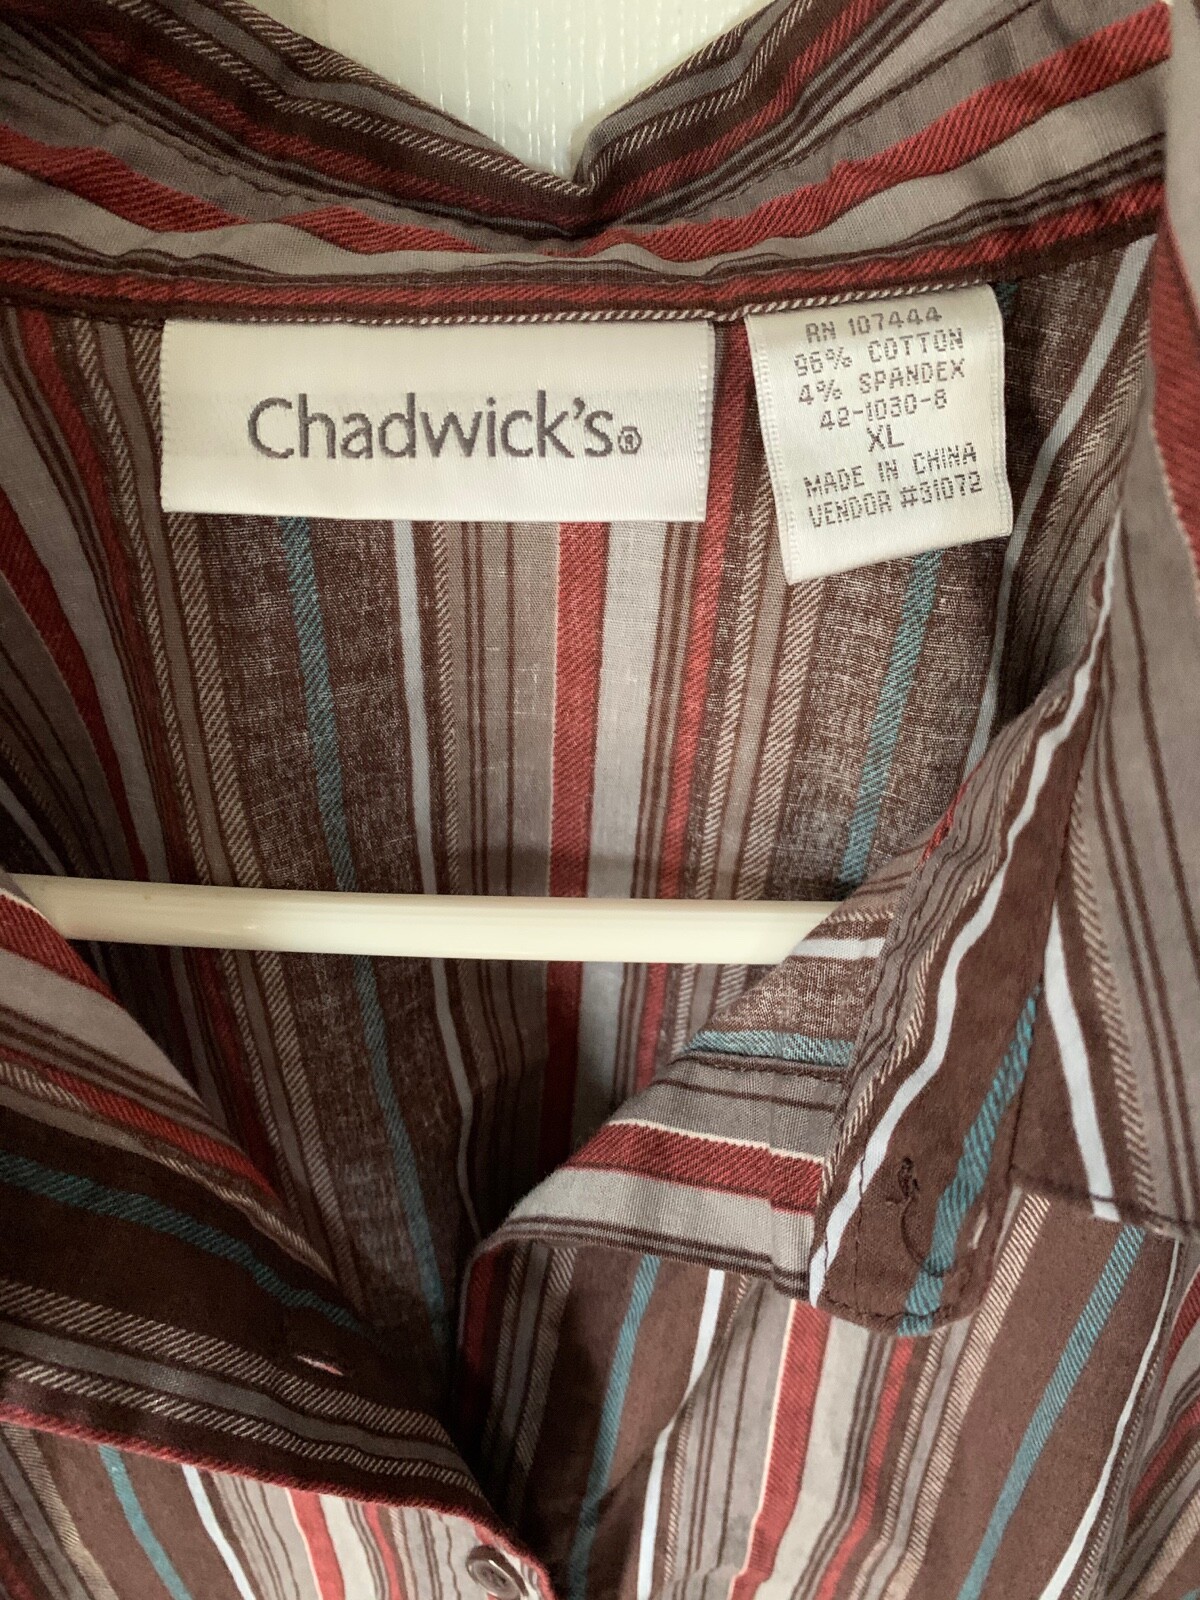 Chadwick's®
RN 107444
96% COTTON
4% SPANDEX
42-1030-8
XL
MADE IN CHINA
VENDOR #31072